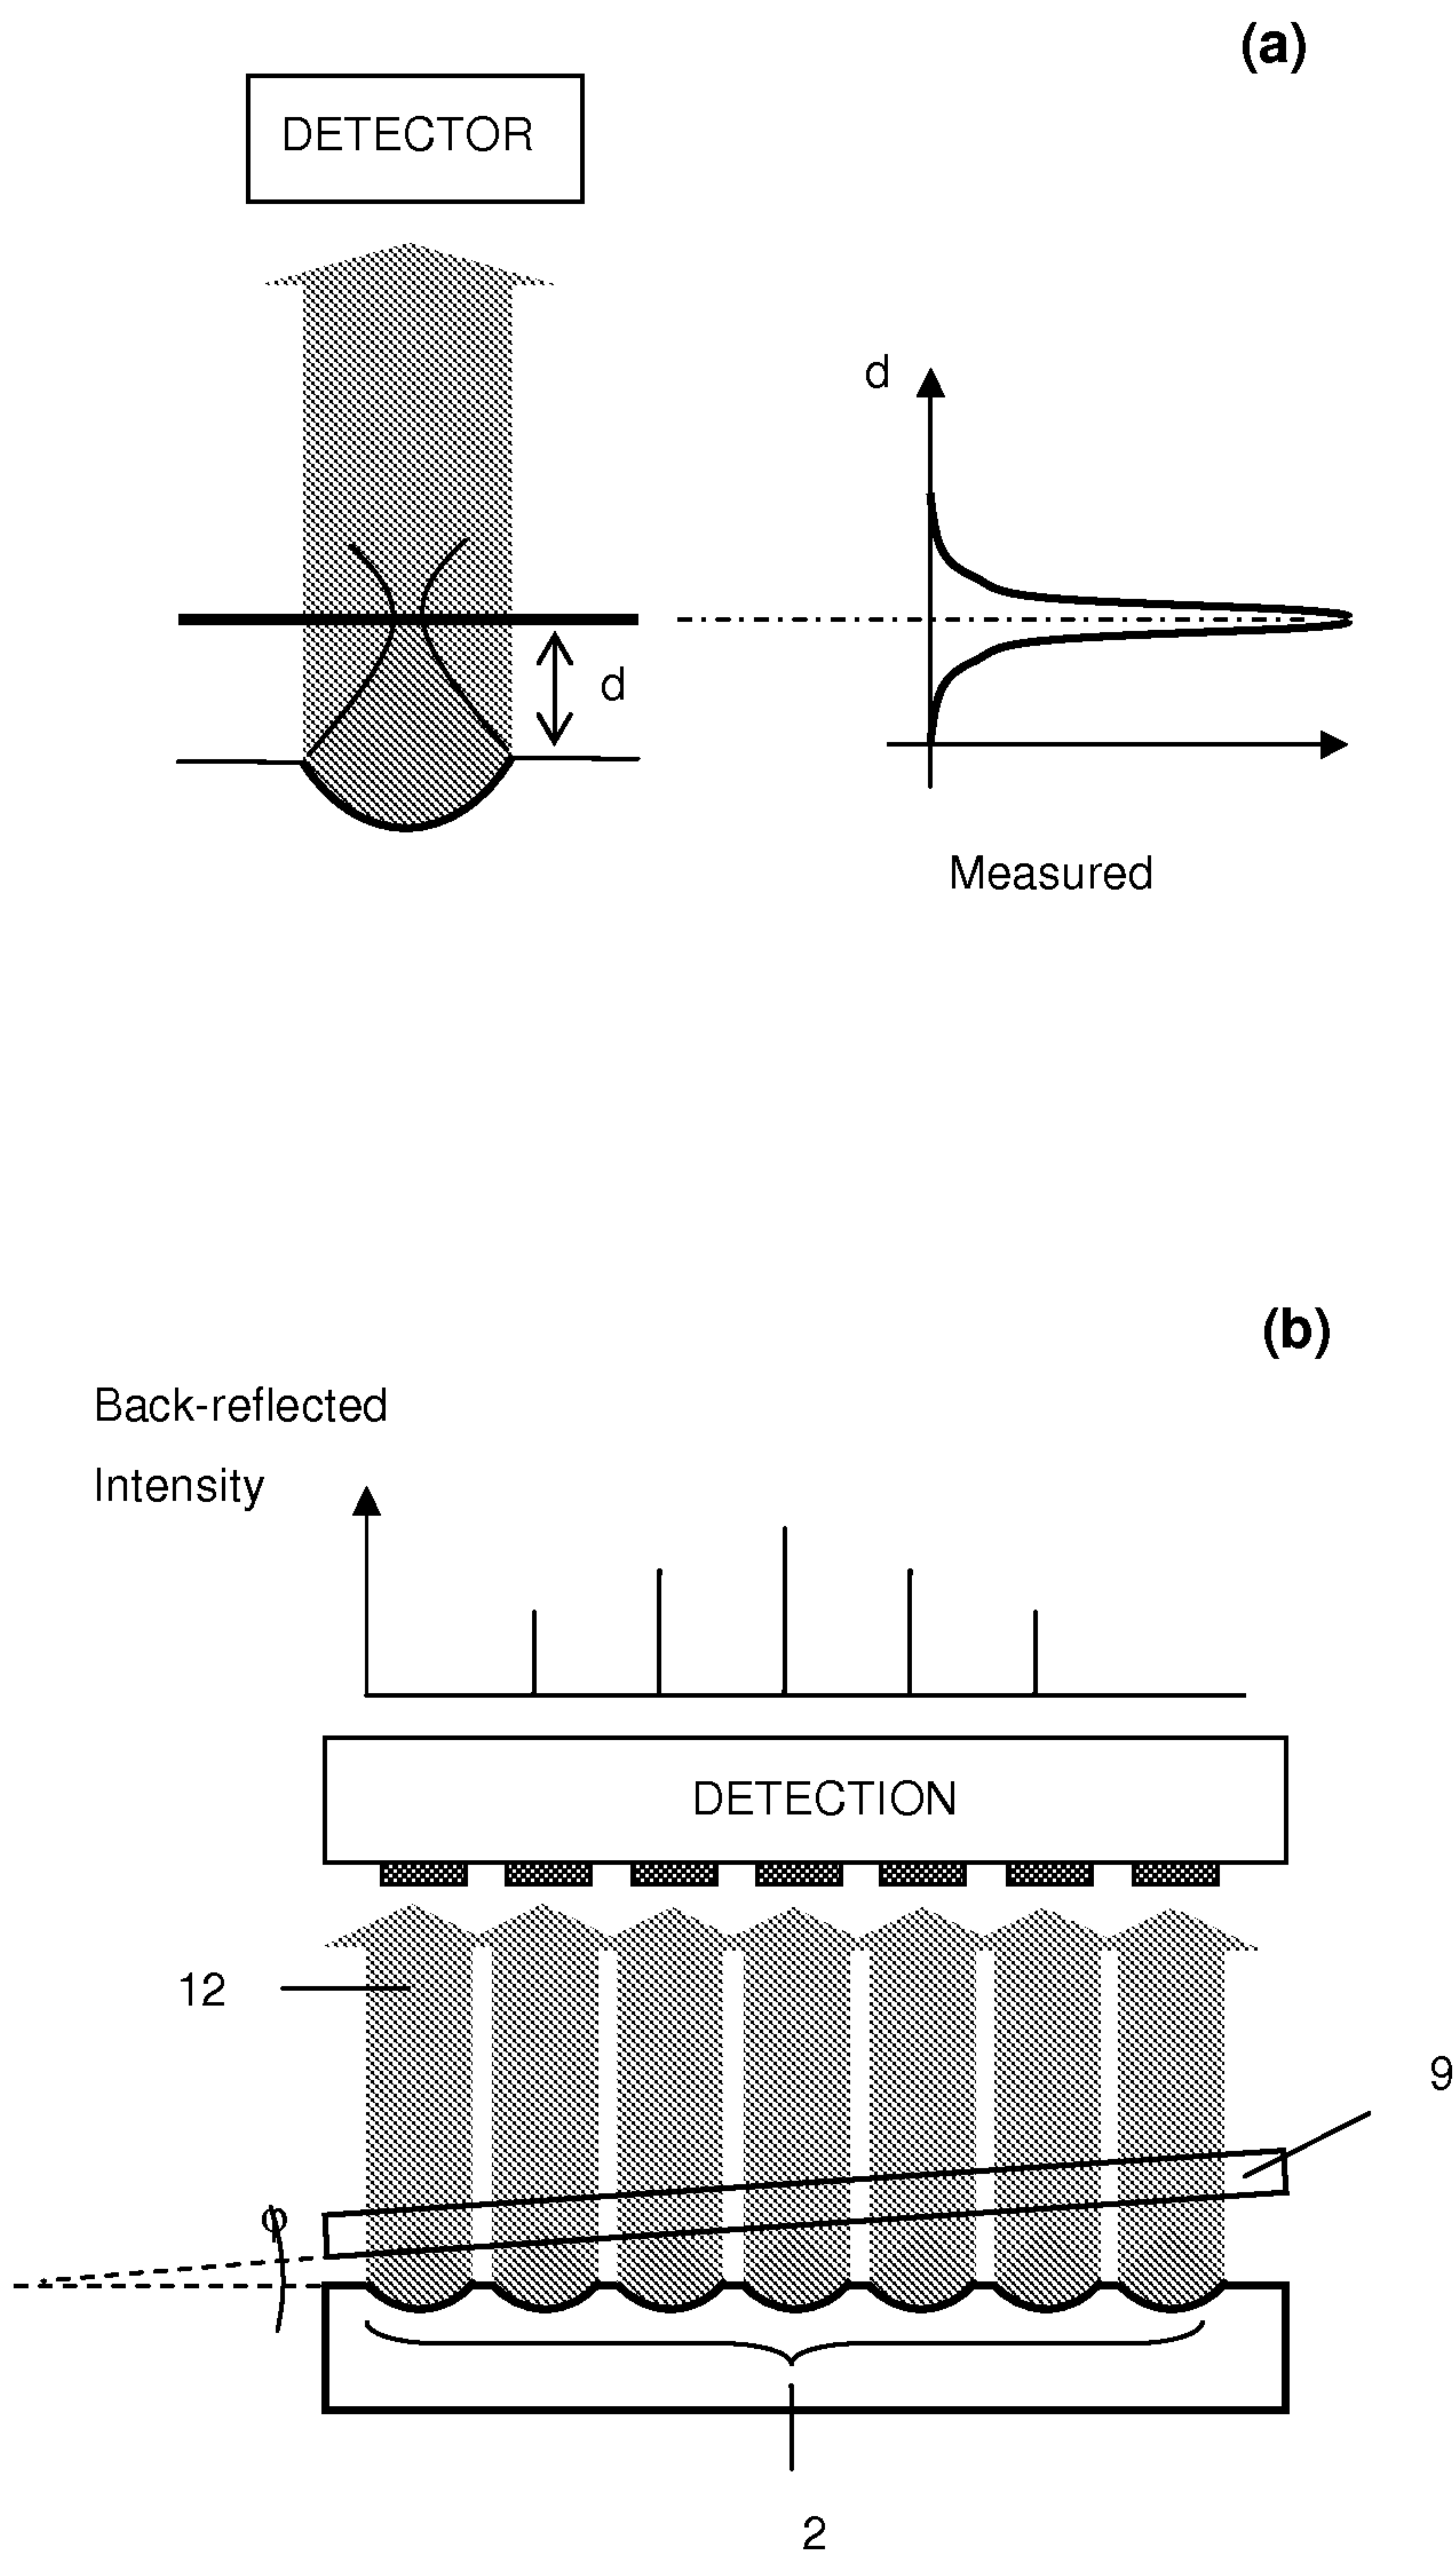 (a)
DETECTOR
d
d
Measured
(b)
Back-reflected
Intensity
DETECTION
12
9
φ
2